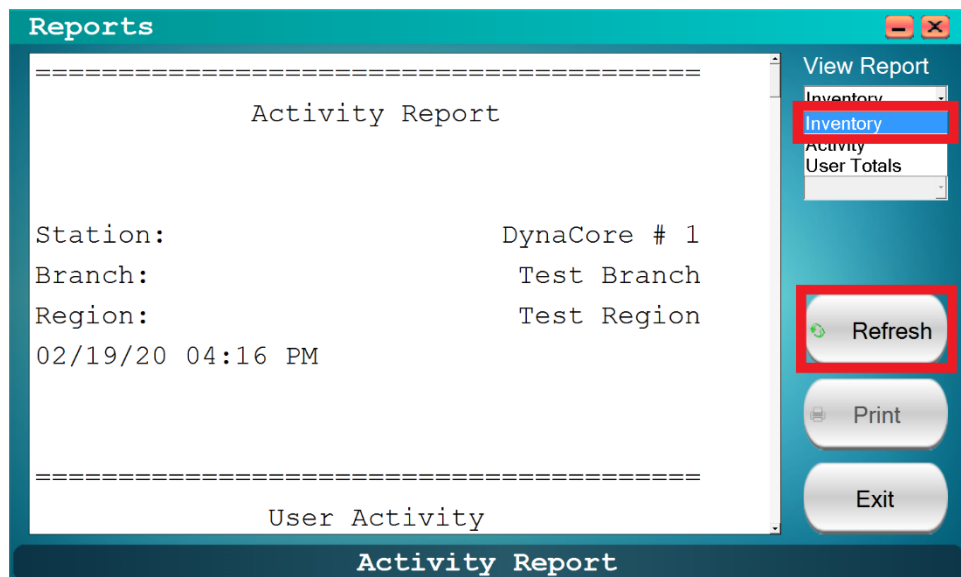 Reports
========================================
Activity Report
Station: DynaCore # 1
Branch: Test Branch
Region: Test Region
02/19/20 04:16 PM
========================================
User Activity
View Report
Inventory
Inventory
Activity
User Totals
Refresh
Print
Exit
Activity Report